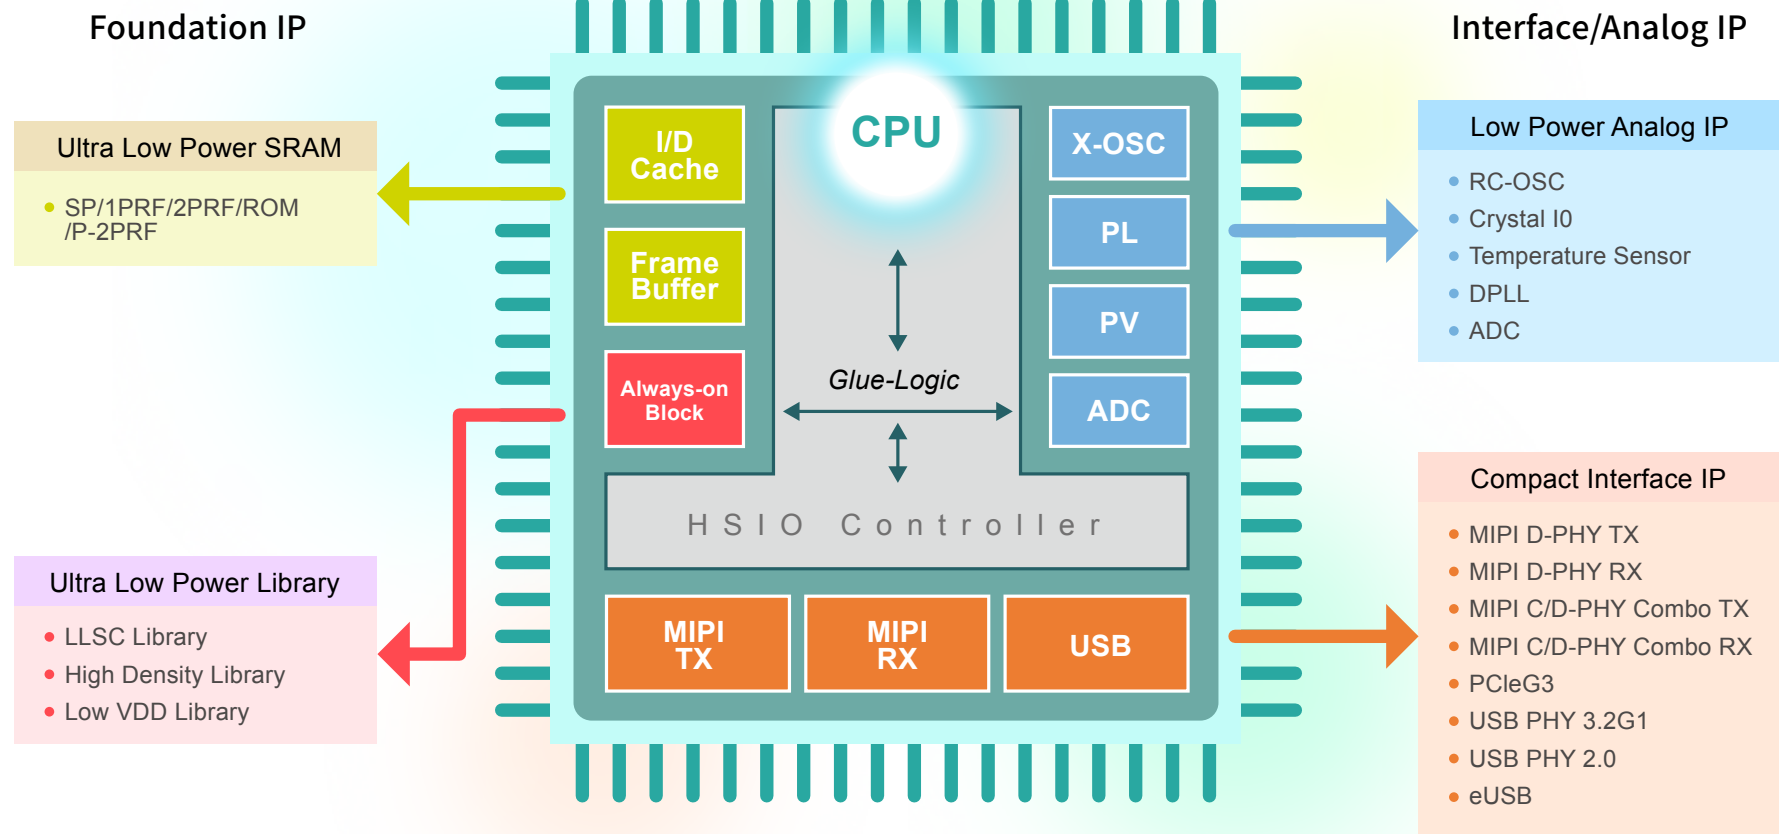 Foundation IP
Ultra Low Power SRAM
SP/1PRF/2PRF/ROM
/P-2PRF
Ultra Low Power Library
LLSC Library
High Density Library
Low VDD Library
CPU
I/D
Cache
Frame
Buffer
Always-on
Block
Glue-Logic
X-OSC
PL
PV
ADC
HSIO Controller
MIPI
TX
MIPI
RX
USB
Interface/Analog IP
Low Power Analog IP
RC-OSC
Crystal I0
Temperature Sensor
DPLL
ADC
Compact Interface IP
MIPI D-PHY TX
MIPI D-PHY RX
MIPI C/D-PHY Combo TX
MIPI C/D-PHY Combo RX
PCleG3
USB PHY 3.2G1
USB PHY 2.0
eUSB